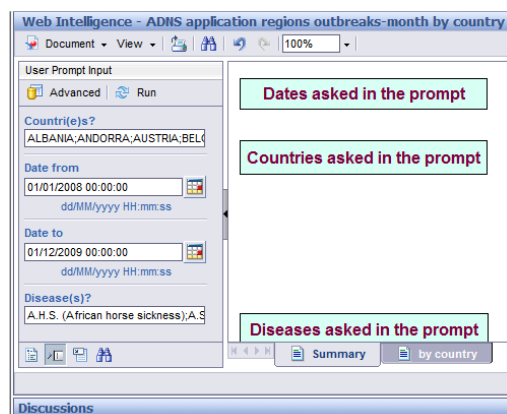 Web Intelligence - ADNS application regions outbreaks-month by country
Document View 100%
User Prompt Input
Advanced Run
Countri(e)s?
ALBANIA;ANDORRA;AUSTRIA;BEL
Date from
01/01/2008 00:00:00
dd/MM/yyyy HH:mm:ss
Date to
01/12/2009 00:00:00
dd/MM/yyyy HH:mm:ss
Disease(s)?
A.H.S. (African horse sickness);A.S
Dates asked in the prompt
Countries asked in the prompt
Diseases asked in the prompt
Summary by country
Discussions